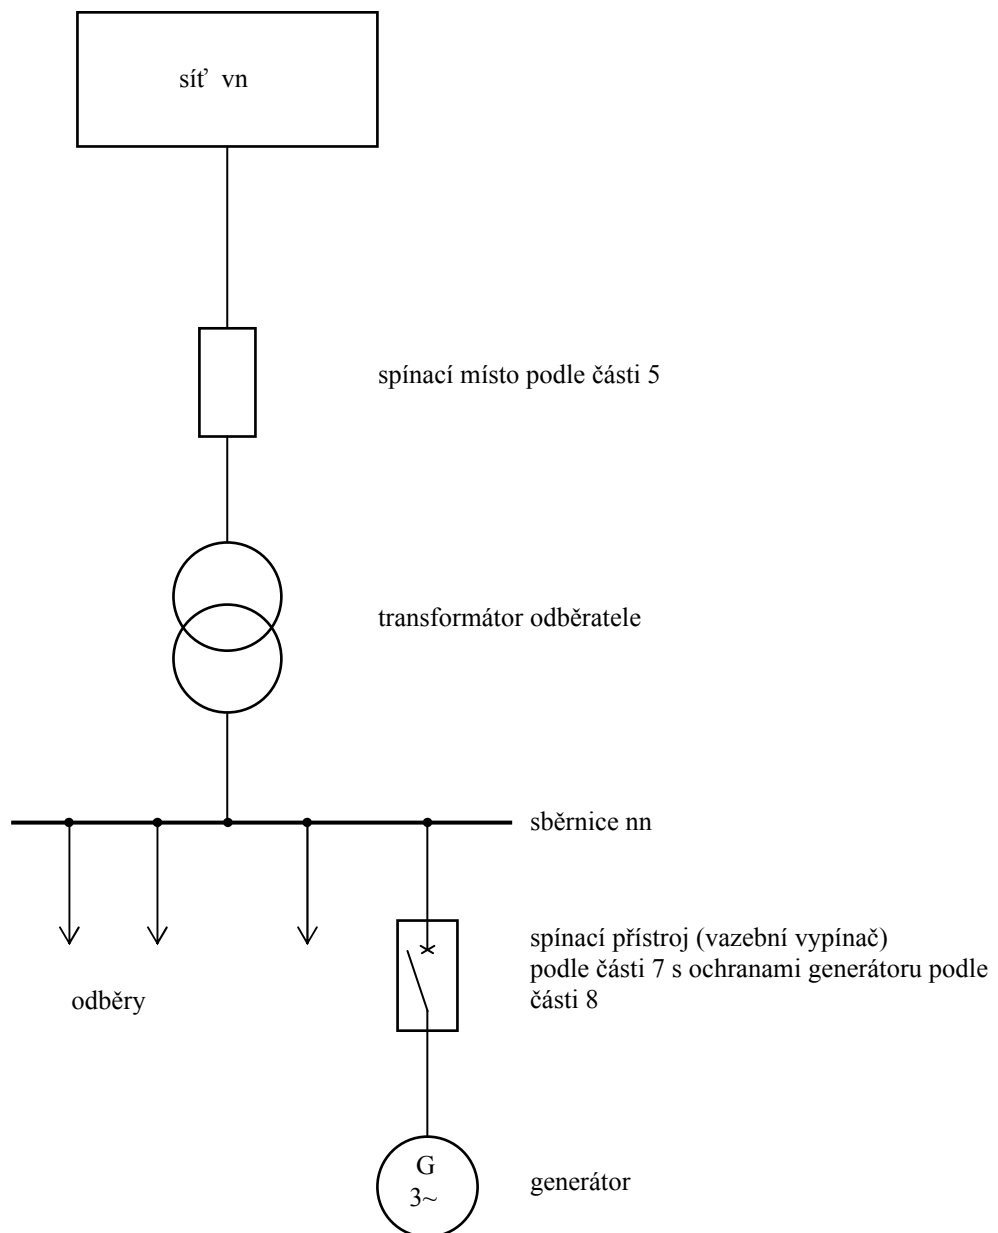 síť vn
spínací místo podle části 5
transformátor odběratele
sběrnice nn
spínací přístroj (vazební vypínač)
podle části 7 s ochranami generátoru podle
části 8
odběry
G
3~
generátor